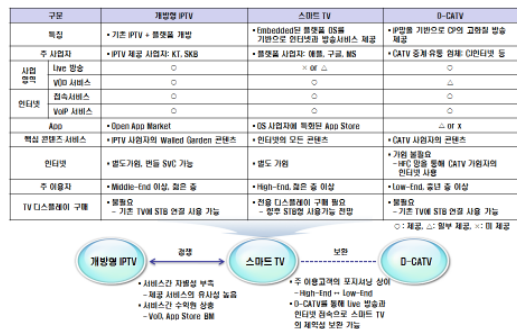 구분 개방형 IPTV 스마트 TV D-CATV
특징 • 기존 IPTV + 플랫폼 개방 • Embedded된 플랫폼 OS를 기반으로 인터넷과 방송서비스 제공 • IP망을 기반으로 CP의 고화질 방송 제공
주 사업자 • IPTV 제공 사업자: KT, SKB • 플랫폼 사업자: 애플, 구글, MS • CATV 중계·유통 업체: CJ인터넷 등
사업 영역 Live 방송 ○ × or △ ○
VOD 서비스 ○ ○ △
인터넷 접속서비스 ○ ○ ○
VoIP 서비스 ○ ○ ○
App • Open App Market • OS 사업자에 특화된 App Store △ or x
핵심 콘텐츠 서비스 • IPTV 사업자의 Walled Garden 콘텐츠 • 인터넷의 모든 콘텐츠 • CATV 사업자의 콘텐츠
인터넷 • 별도가입, 번들 SVC 가능 • 별도 가입 • 가입 불필요
– HFC 망을 통해 CATV 가입자의 인터넷 사용
주 이용자 • Middle-End 이상, 젊은 층 • High-End, 젊은 층 이상 • Low-End, 중년 층 이상
TV 디스플레이 구매 • 불필요 • 전용 디스플레이 구매 필요 • 불필요
– 기존 TV에 STB 연결 사용 가능 – 향후 STB형 사용가능 전망 – 기존 TV에 STB 연결 사용 가능
○ : 제공, △: 일부 제공, ×: 미 제공
개방형 IPTV 경쟁 스마트 TV 보완 D-CATV
• 서비스간 차별성 부족
– 제공 서비스의 유사성 높음
• 서비스간 수익원 상충
– VoD, App Store BM
• 주 이용고객의 포지셔닝 상이
– High-End ↔ Low-End
• D-CATV를 통해 live 방송과 인터넷 접속으로 스마트 TV의 제약성 보완 가능